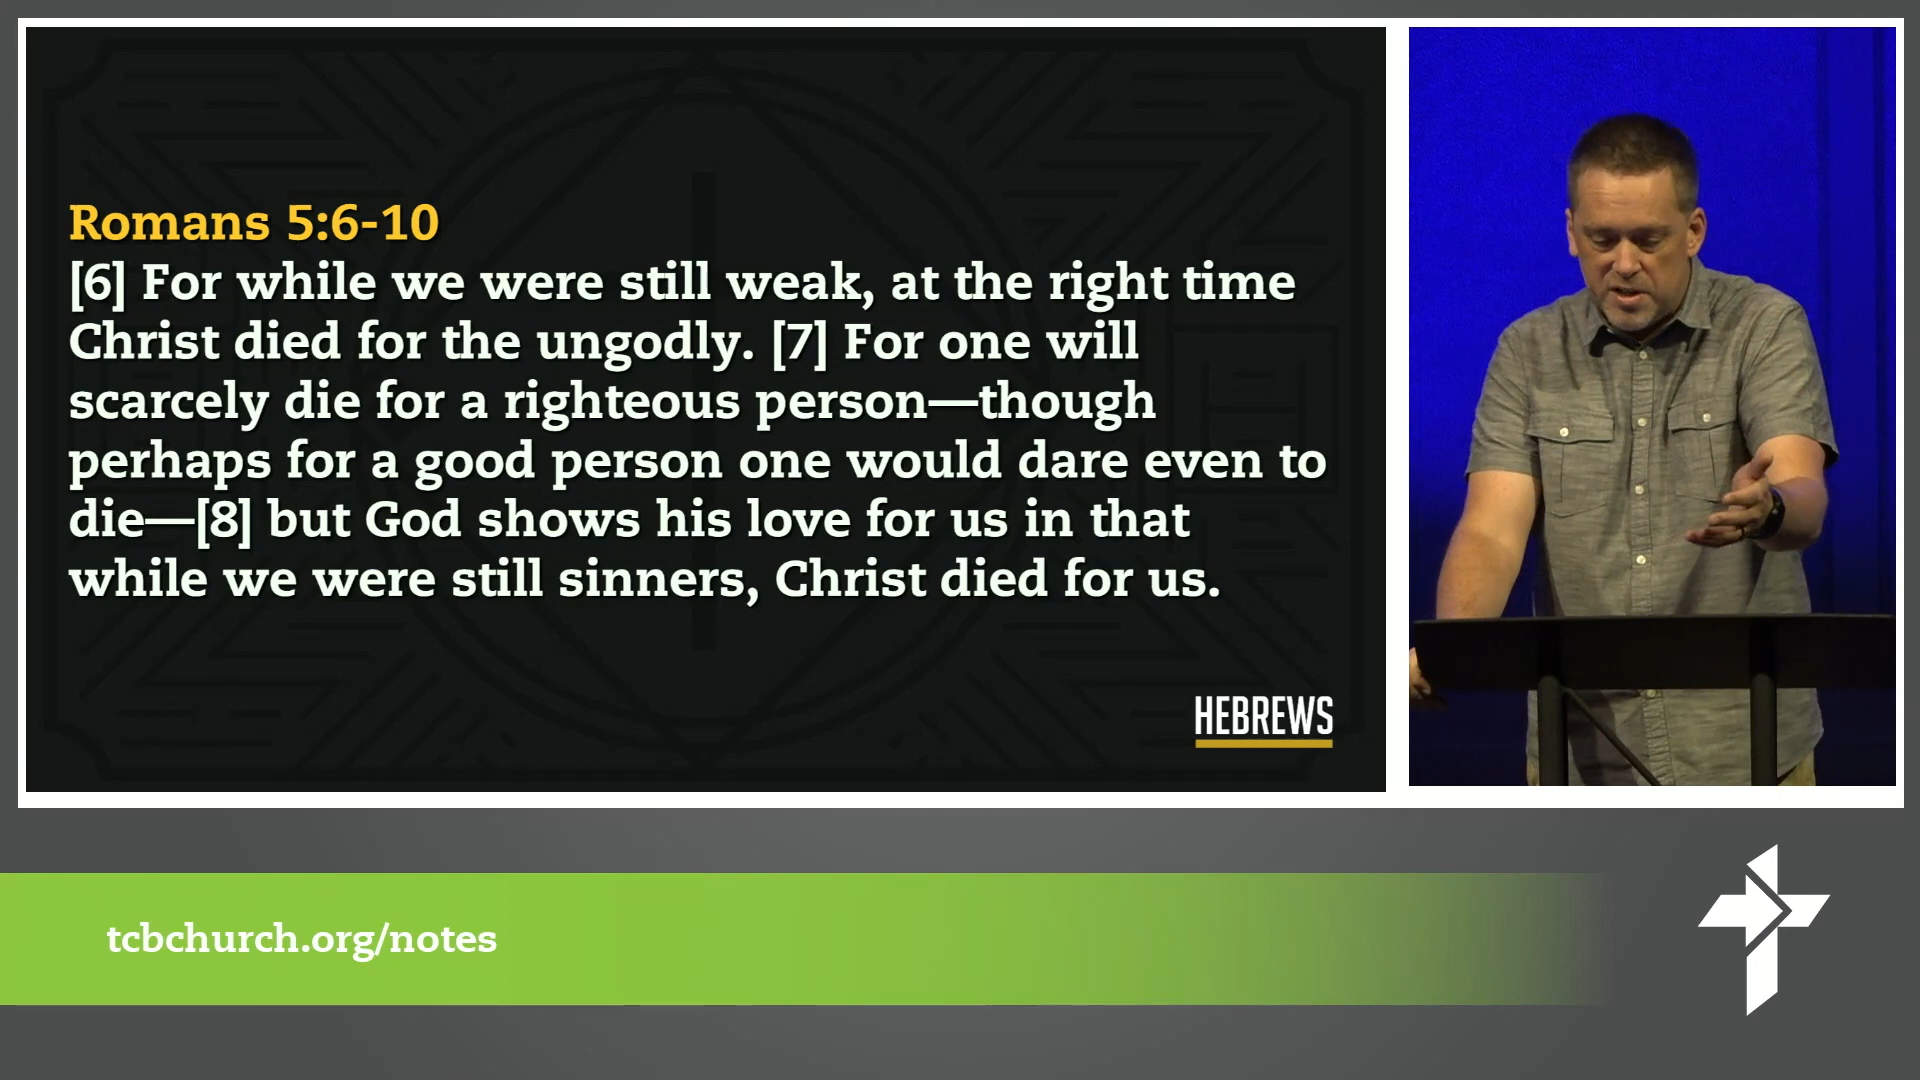 Romans 5:6-10
[6] For while we were still weak, at the right time
Christ died for the ungodly. [7] For one will
scarcely die for a righteous person—though
perhaps for a good person one would dare even to
die—[8] but God shows his love for us in that
while we were still sinners, Christ died for us.
HEBREWS
tcbchurch.org/notes